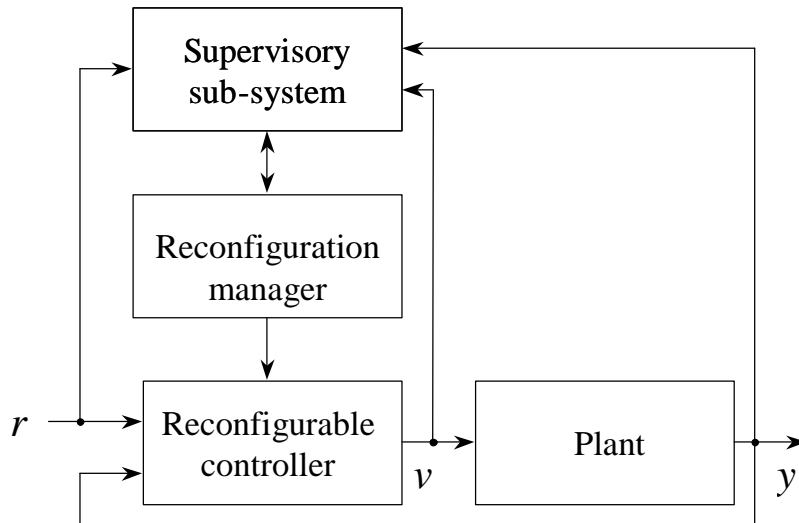 Supervisory
sub-system
Reconfiguration
manager
r
Reconfigurable
controller
v
Plant
y